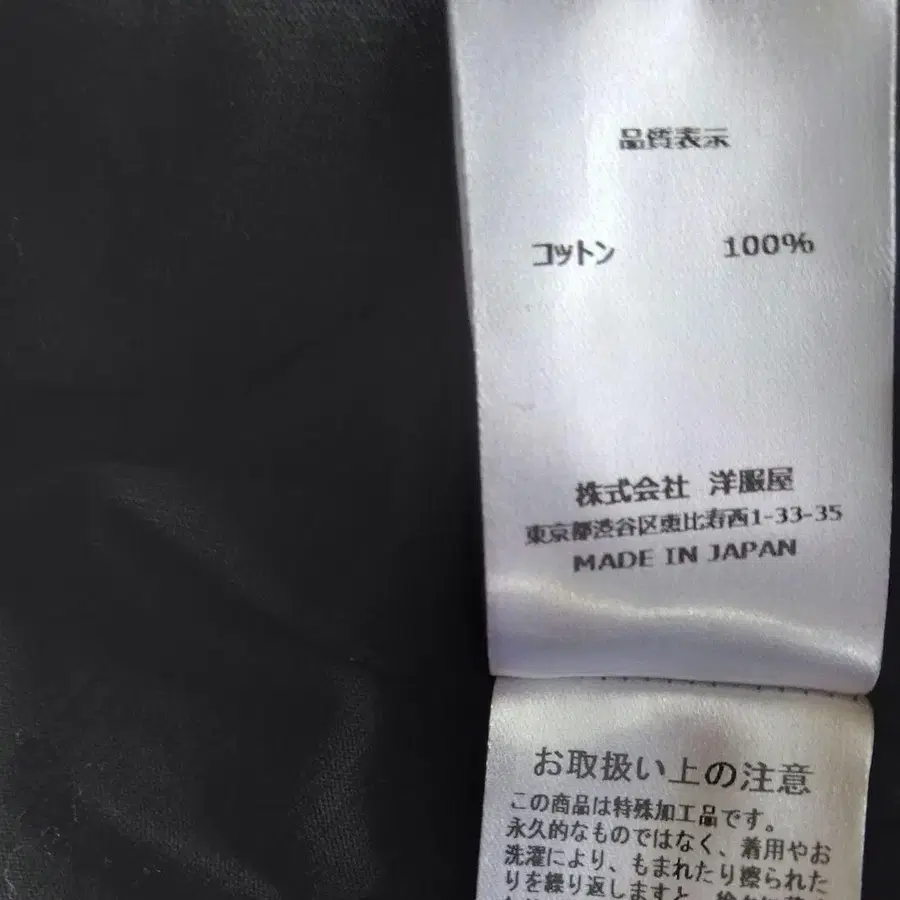 品質表示
コットン 100%
株式会社 洋服屋
東京都渋谷区恵比寿西1-33-35
MADE IN JAPAN
お取扱い上の注意
この商品は特殊加工品です。
永久的なものではなく、着用やお
洗濯により、もまれたり擦られた
りを繰り返しますと、